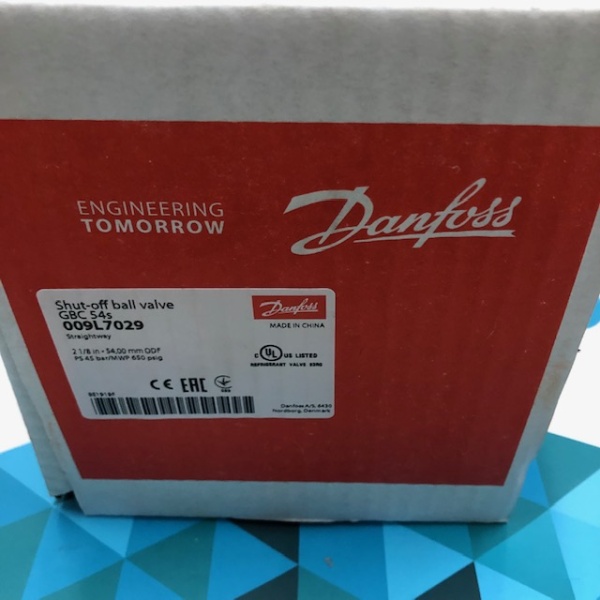 ENGINEERING
TOMORROW
Danfoss
Shut-off ball valve
GBC 54s
009L7029
Straightway
2 1/8 in - 54,00 mm ODF
PS 45 bar/MWP 650 psig
Danfoss
MADE IN CHINA
C UL US LISTED
REFRIGERANT VALVE
CE EAC
Danfoss A/S, 6430
Nordborg, Denmark